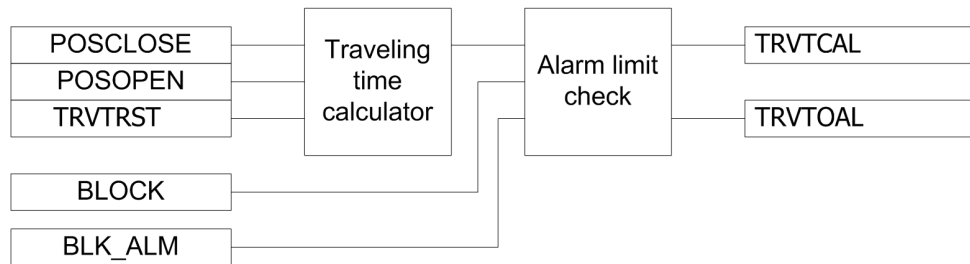 POSCLOSE
POSOPEN
TRVTRST
BLOCK
BLK_ALM
Traveling
time
calculator
Alarm limit
check
TRVTCAL
TRVTOAL